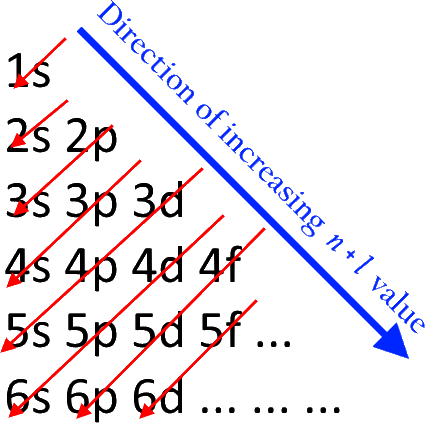 Direction of increasing n + l value
1s
2s 2p
3s 3p 3d
4s 4p 4d 4f
5s 5p 5d 5f ...
6s 6p 6d ... ... ...